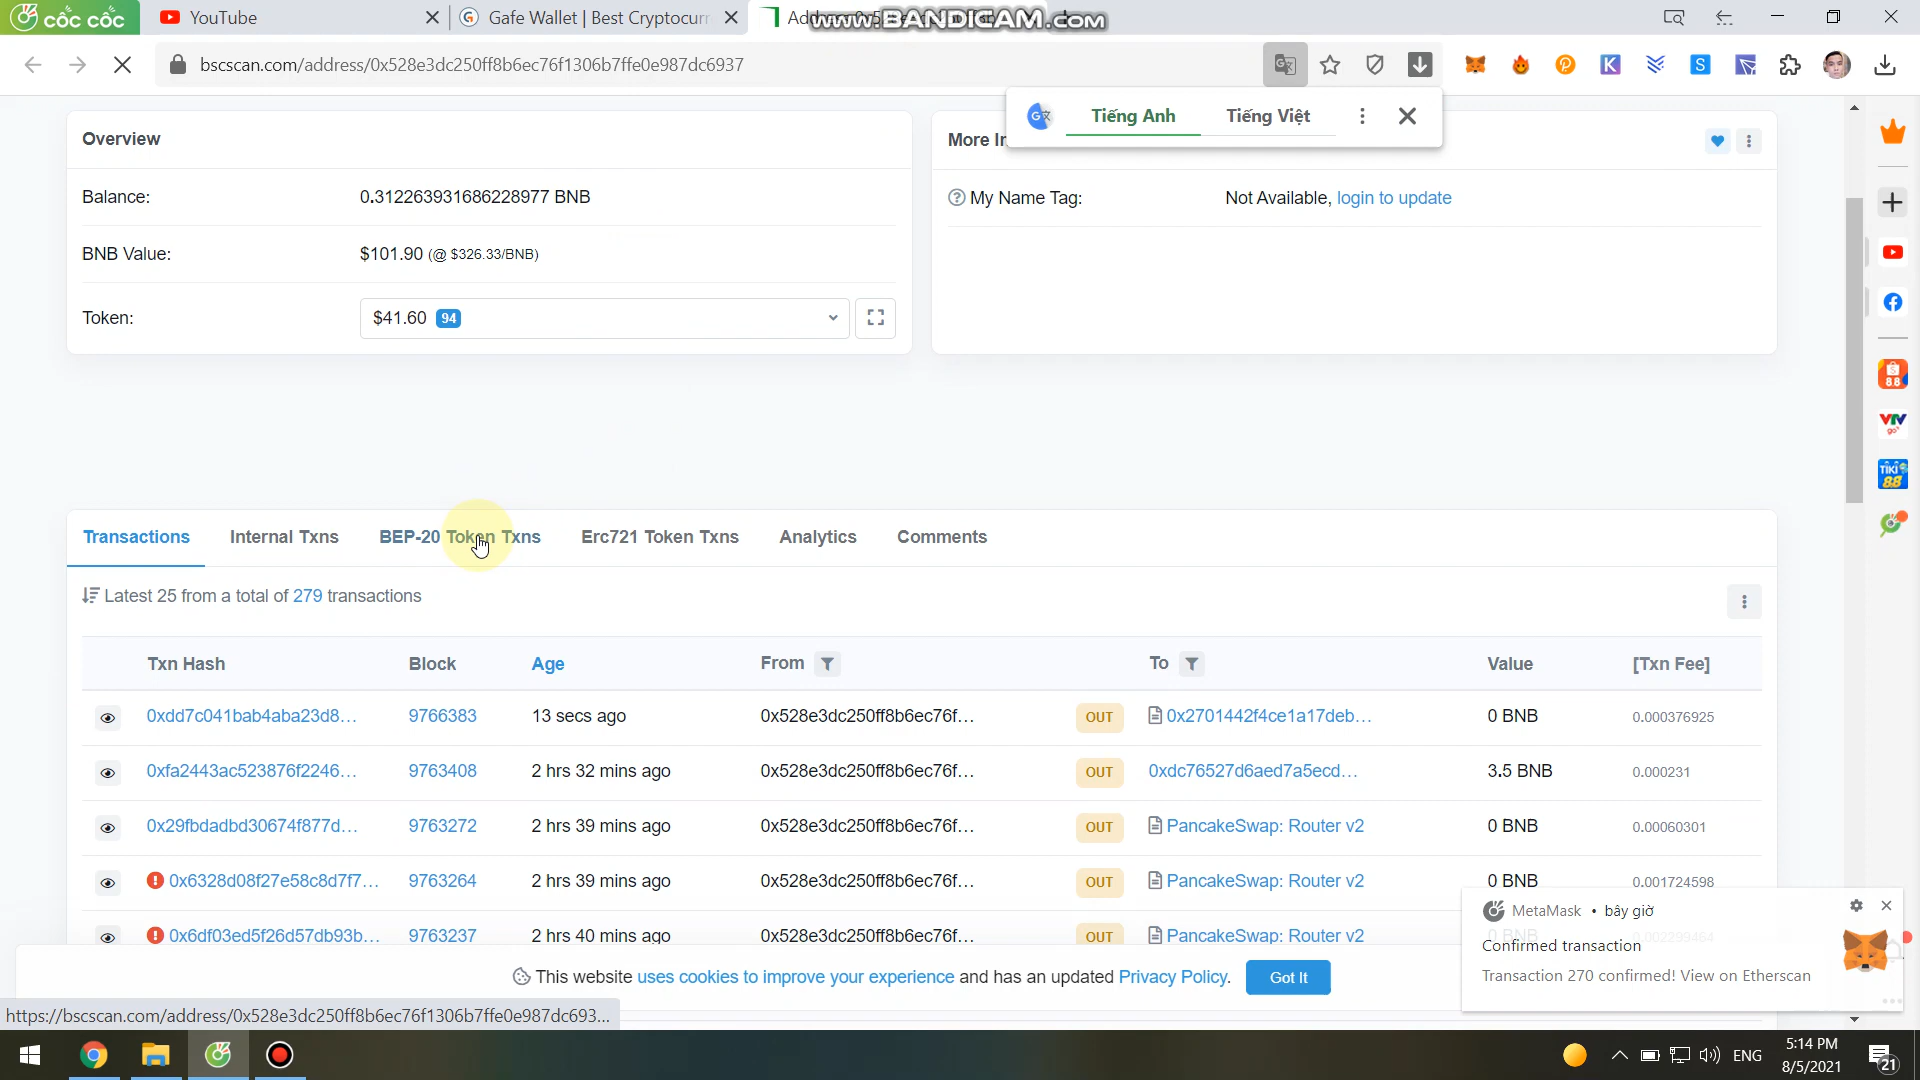 cốc cốc
YouTube
Gafe Wallet | Best Cryptocurr
www.BANDICAM.com
bscscan.com/address/0x528e3dc250ff8b6ec76f1306b7ffe0e987dc6937
Tiếng Anh
Tiếng Việt
Overview
More In
Balance:
0.312263931686228977 BNB
My Name Tag:
Not Available, login to update
BNB Value:
$101.90 (@ $326.33/BNB)
Token:
$41.60 94
Transactions
Internal Txns
BEP-20 Token Txns
Erc721 Token Txns
Analytics
Comments
Latest 25 from a total of 279 transactions
Txn Hash
Block
Age
From
To
Value
[Txn Fee]
0xdd7c041bab4aba23d8...
9766383
13 secs ago
0x528e3dc250ff8b6ec76f...
OUT
0x2701442f4ce1a17deb...
0 BNB
0.000376925
0xfa2443ac523876f2246...
9763408
2 hrs 32 mins ago
0x528e3dc250ff8b6ec76f...
OUT
0xdc76527d6aed7a5ecd...
3.5 BNB
0.000231
0x29fbdadbd30674f877d...
9763272
2 hrs 39 mins ago
0x528e3dc250ff8b6ec76f...
OUT
PancakeSwap: Router v2
0 BNB
0.00060301
0x6328d08f27e58c8d7f7...
9763264
2 hrs 39 mins ago
0x528e3dc250ff8b6ec76f...
OUT
PancakeSwap: Router v2
0 BNB
0.001724598
0x6df03ed5f26d57db93b...
9763237
2 hrs 40 mins ago
0x528e3dc250ff8b6ec76f...
OUT
PancakeSwap: Router v2
MetaMask • bây giờ
Confirmed transaction
Transaction 270 confirmed! View on Etherscan
This website uses cookies to improve your experience and has an updated Privacy Policy.
Got It
https://bscscan.com/address/0x528e3dc250ff8b6ec76f1306b7ffe0e987dc693...
ENG
5:14 PM
8/5/2021
21